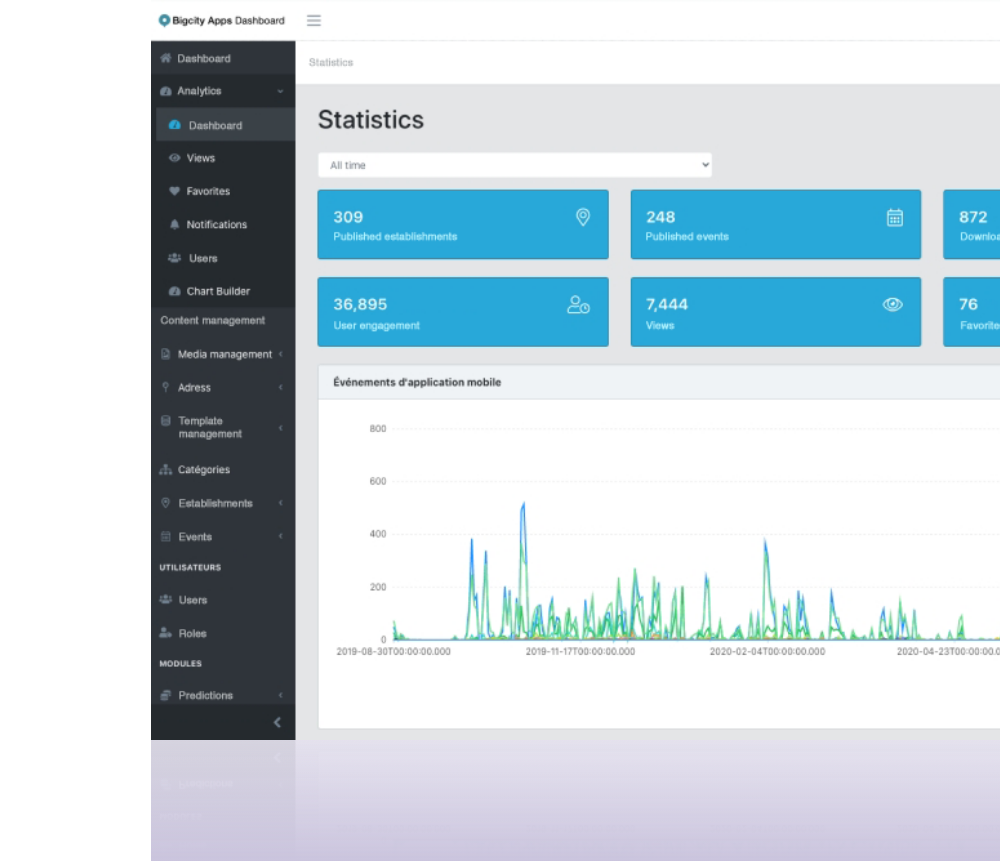 Bigcity Apps Dashboard
Dashboard
Analytics
Dashboard
Views
Favorites
Notifications
Users
Chart Builder
Content management
Media management
Adress
Template
management
Catégories
Establishments
Events
UTILISATEURS
Users
Roles
MODULES
Predictions
Statistics
Statistics
All time
309
Published establishments
248
Published events
872
Downloa
36,895
User engagement
7,444
Views
76
Favorite
Événements d'application mobile
800
600
400
200
0
2019-08-30T00:00:00.000
2019-11-17T00:00:00.000
2020-02-04T00:00:00.000
2020-04-23T00:00:00.0